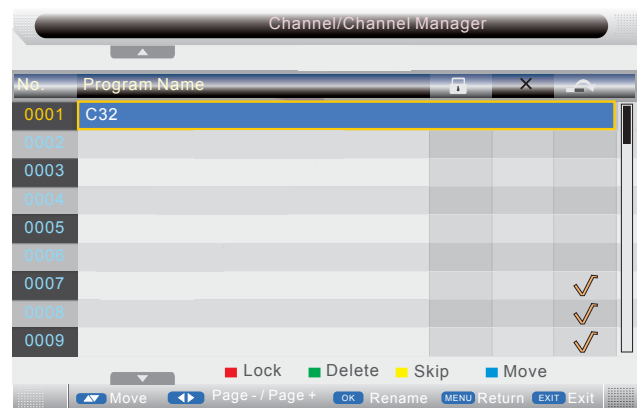 Channel/Channel Manager
No. Program Name
0001 C32
0002
0003
0004
0005
0006
0007
0008
0009
Lock Delete Skip Move
Move Page - / Page + OK Rename MENU Return EXIT Exit